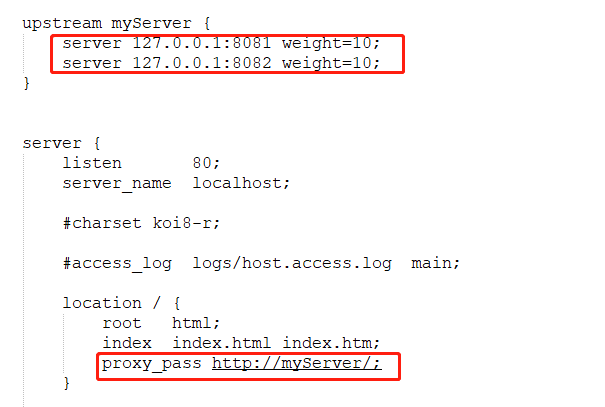 upstream myServer {
server 127.0.0.1:8081 weight=10;
server 127.0.0.1:8082 weight=10;
}
server {
listen 80;
server_name localhost;
#charset koi8-r;
#access_log logs/host.access.log main;
location / {
root html;
index index.html index.htm;
proxy_pass http://myServer/;
}